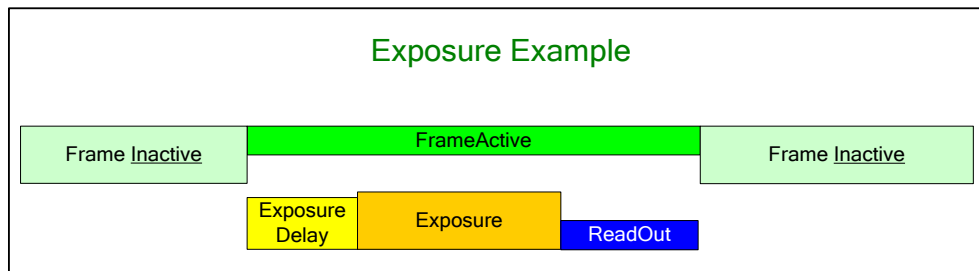 Exposure Example
Frame Inactive
FrameActive
Frame Inactive
Exposure
Delay
Exposure
ReadOut